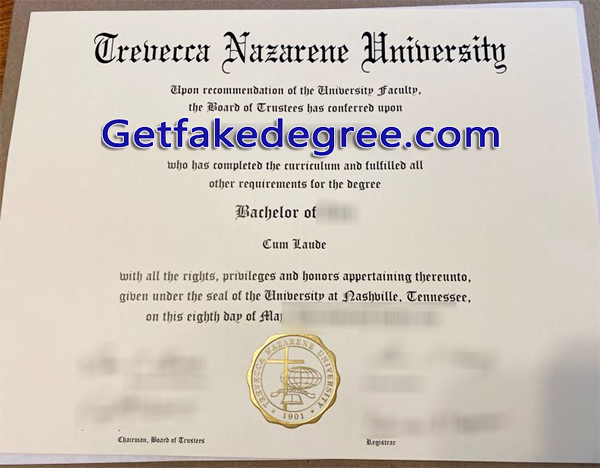 Trevecca Nazarene University
Upon recommendation of the University Faculty,
the Board of Trustees has conferred upon
Getfakedegree.com
who has completed the curriculum and fulfilled all
other requirements for the degree
Bachelor of
Cum Laude
with all the rights, privileges and honors appertaining thereunto,
given under the seal of the University at Nashville, Tennessee,
on this eighth day of
TREVECCA NAZARENE UNIVERSITY
1901
Chairman, Board of Trustees
Registrar